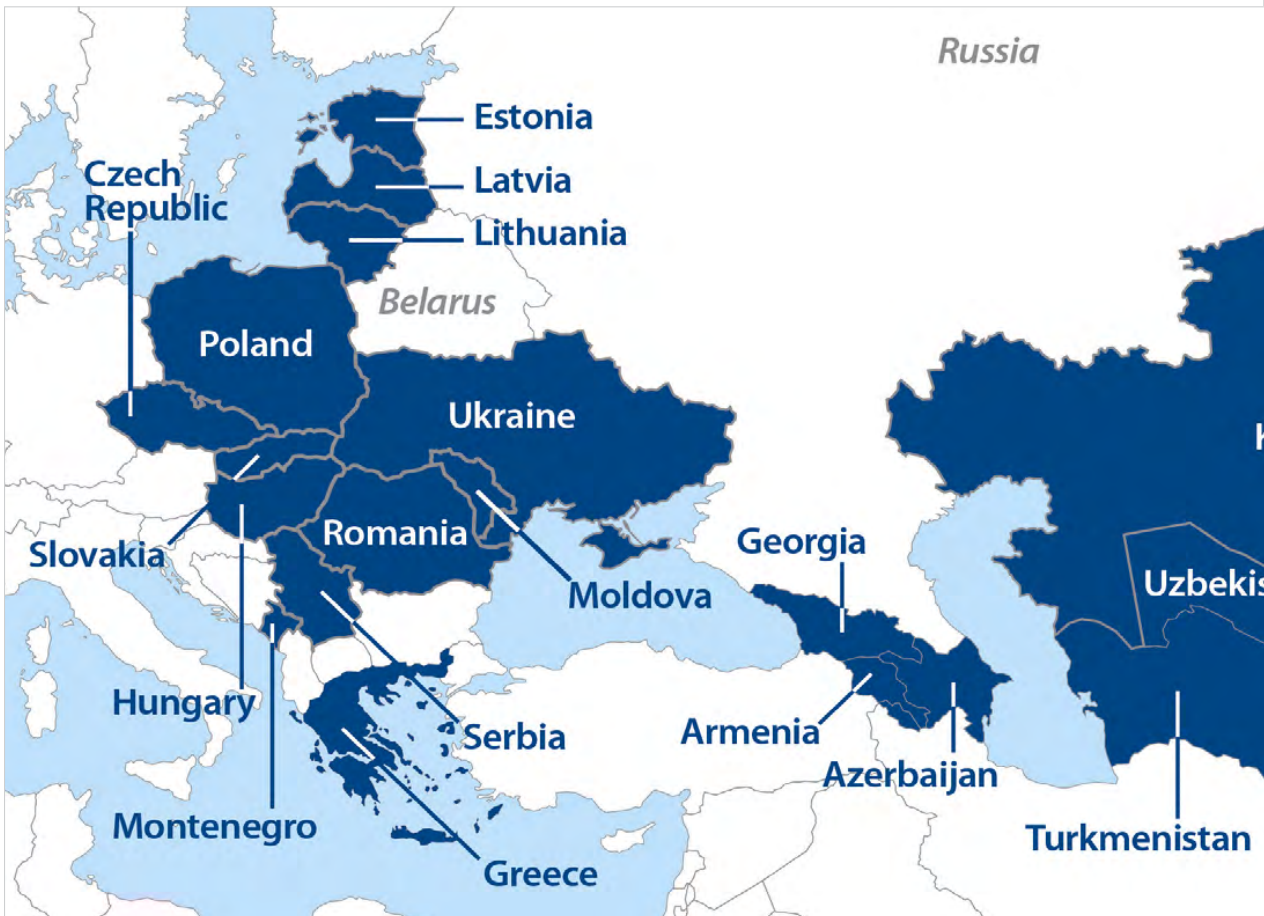 Russia
Estonia
Czech
Republic
Latvia
Lithuania
Belarus
Poland
Ukraine
K
Romania
Georgia
Slovakia
Uzbekis
Moldova
Hungary
Serbia
Armenia
Azerbaijan
Montenegro
Turkmenistan
Greece